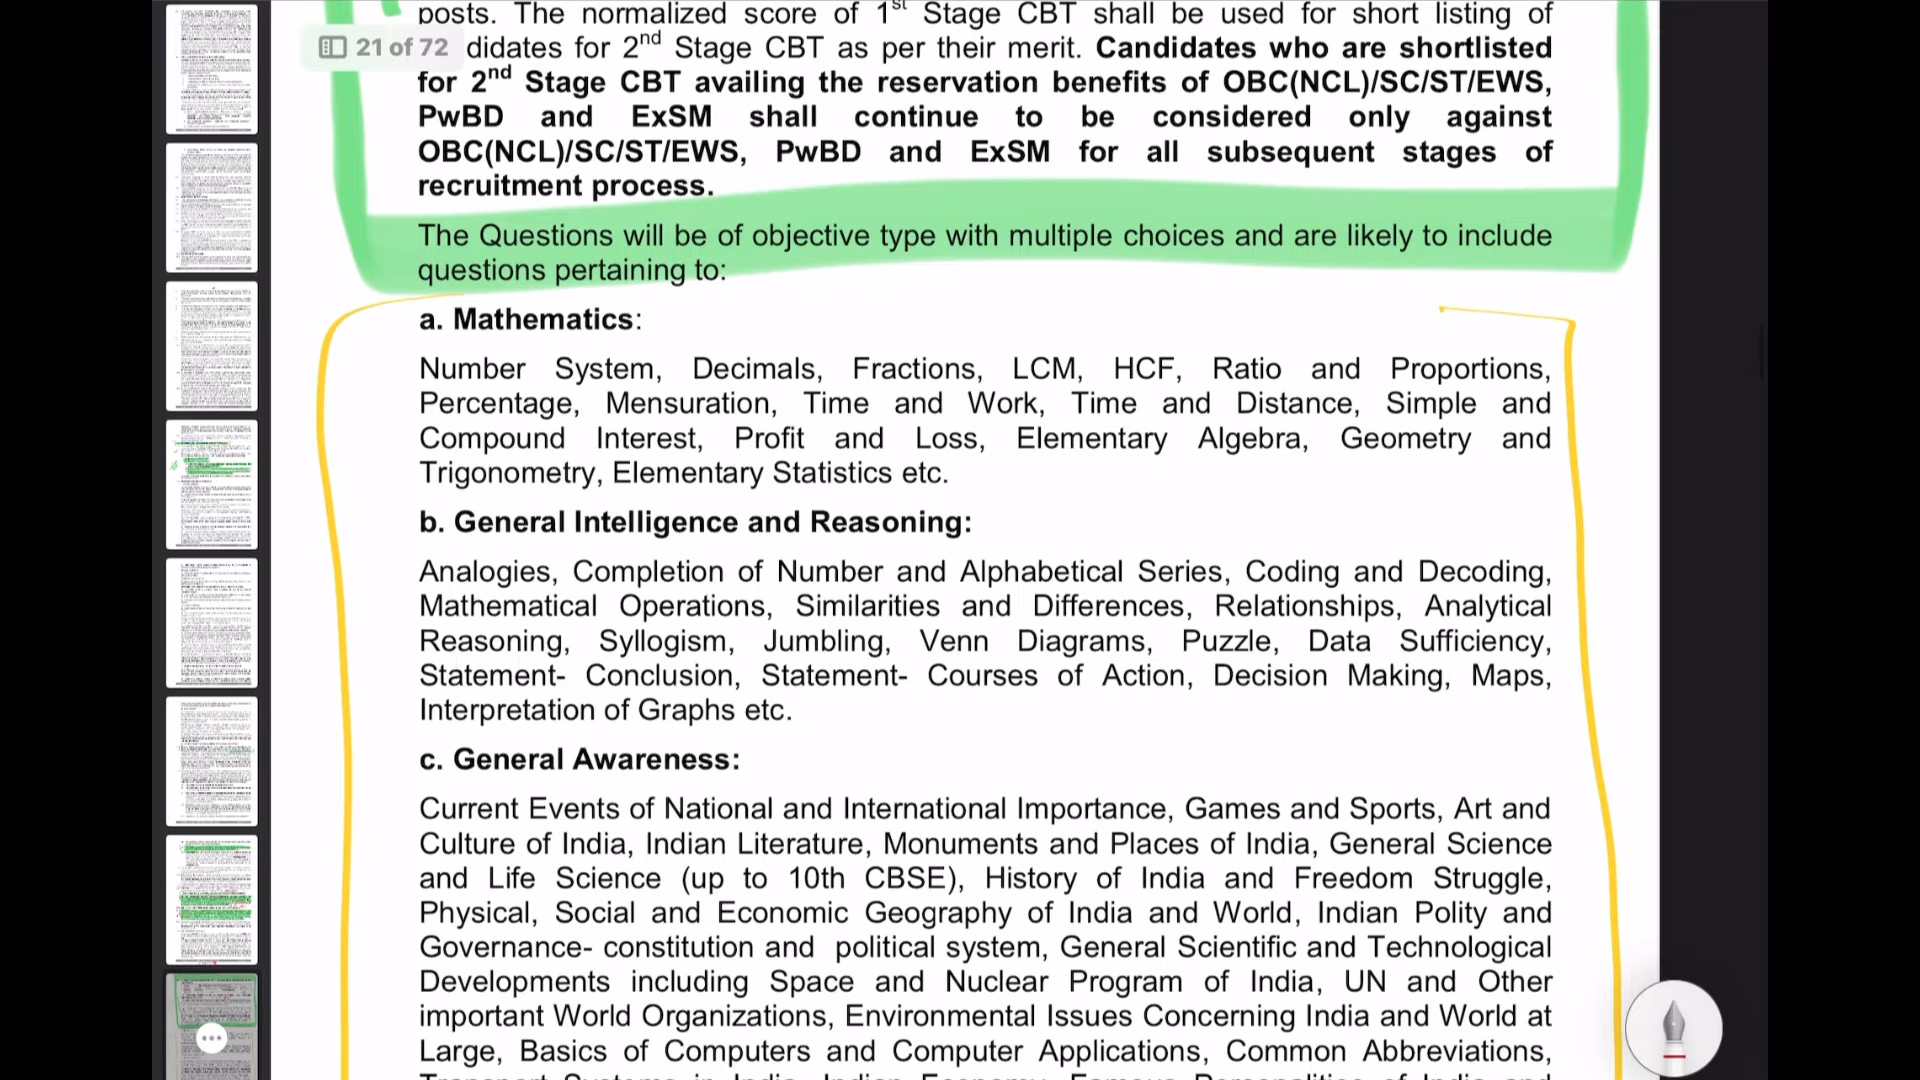 posts. The normalized score of 1st Stage CBT shall be used for short listing of
21 of 72
didates for 2nd Stage CBT as per their merit. Candidates who are shortlisted
for 2nd Stage CBT availing the reservation benefits of OBC(NCL)/SC/ST/EWS,
PwBD and ExSM shall continue to be considered only against
OBC(NCL)/SC/ST/EWS, PwBD and ExSM for all subsequent stages of
recruitment process.
The Questions will be of objective type with multiple choices and are likely to include
questions pertaining to:
a. Mathematics:
Number System, Decimals, Fractions, LCM, HCF, Ratio and Proportions,
Percentage, Mensuration, Time and Work, Time and Distance, Simple and
Compound Interest, Profit and Loss, Elementary Algebra, Geometry and
Trigonometry, Elementary Statistics etc.
b. General Intelligence and Reasoning:
Analogies, Completion of Number and Alphabetical Series, Coding and Decoding,
Mathematical Operations, Similarities and Differences, Relationships, Analytical
Reasoning, Syllogism, Jumbling, Venn Diagrams, Puzzle, Data Sufficiency,
Statement- Conclusion, Statement- Courses of Action, Decision Making, Maps,
Interpretation of Graphs etc.
c. General Awareness:
Current Events of National and International Importance, Games and Sports, Art and
Culture of India, Indian Literature, Monuments and Places of India, General Science
and Life Science (up to 10th CBSE), History of India and Freedom Struggle,
Physical, Social and Economic Geography of India and World, Indian Polity and
Governance- constitution and political system, General Scientific and Technological
Developments including Space and Nuclear Program of India, UN and Other
important World Organizations, Environmental Issues Concerning India and World at
Large, Basics of Computers and Computer Applications, Common Abbreviations,
Transport Systems in India, Indian Economy, Famous Personalities of India and